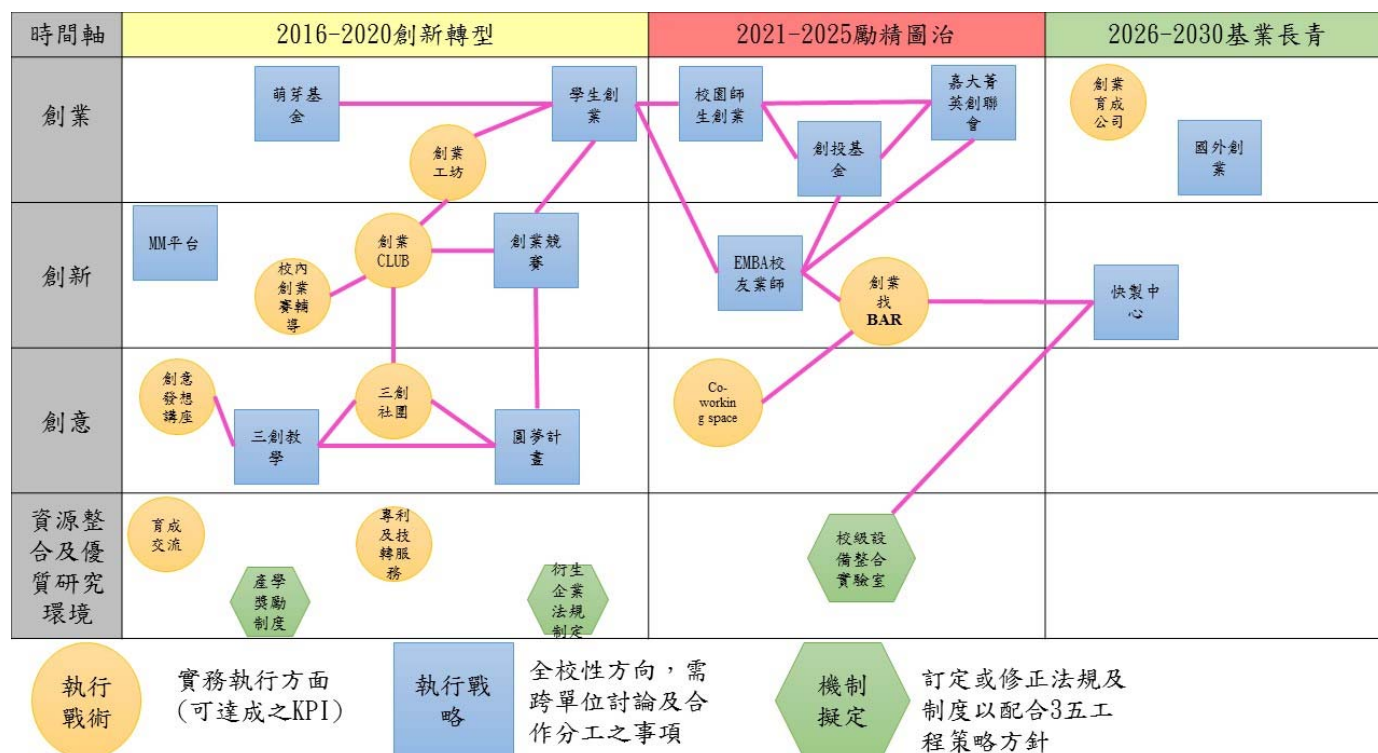 時間軸
2016-2020創新轉型
2021-2025勵精圖治
2026-2030基業長青
創業
萌芽基
金
學生創
業
創業
工坊
校園師
生創業
創投基
金
嘉大菁
英創聯
會
創業
育成
公司
國外創
業
創新
MM平台
校內
創業
賽輔
導
創業
CLUB
創業競
賽
EMBA校
友業師
創業
找
BAR
快製中
心
創意
創意
發想
講座
三創教
學
三創
社團
圓夢計
畫
Co-
workin
g space
資源整
合及優
質研究
環境
育成
交流
產學
獎勵
制度
專利
及技
轉服
務
衍生
企業
法規
制定
校級設
備整合
實驗室
執行
戰術
實務執行方面
(可達成之KPI)
執行戰
略
全校性方向，需
跨單位討論及合
作分工之事項
機制
擬定
訂定或修正法規及
制度以配合3五工
程策略方針